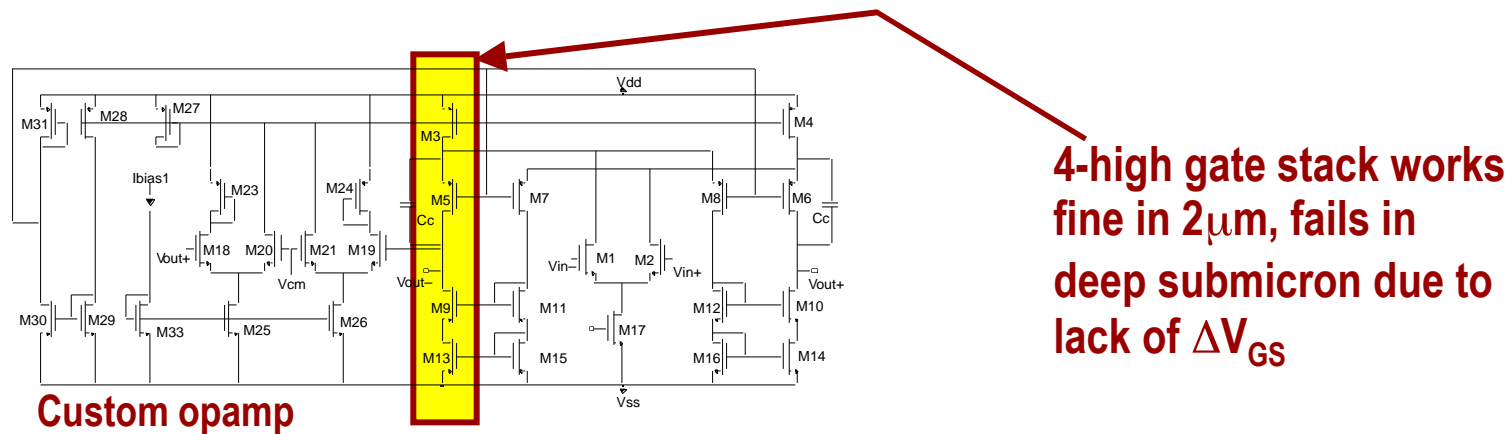 Vdd
M31
M28
M27
M3
M4
Ibias1
M23
M24
M5
M7
M8
M6
Cc
Cc
M18
M20
M21
M19
M1
M2
Vout+
Vin–
Vin+
Vcm
Vout–
Vout+
M30
M29
M33
M25
M26
M9
M11
M17
M12
M10
M13
M15
M16
M14
Vss
Custom opamp
4-high gate stack works
fine in 2μm, fails in
deep submicron due to
lack of ΔVGS